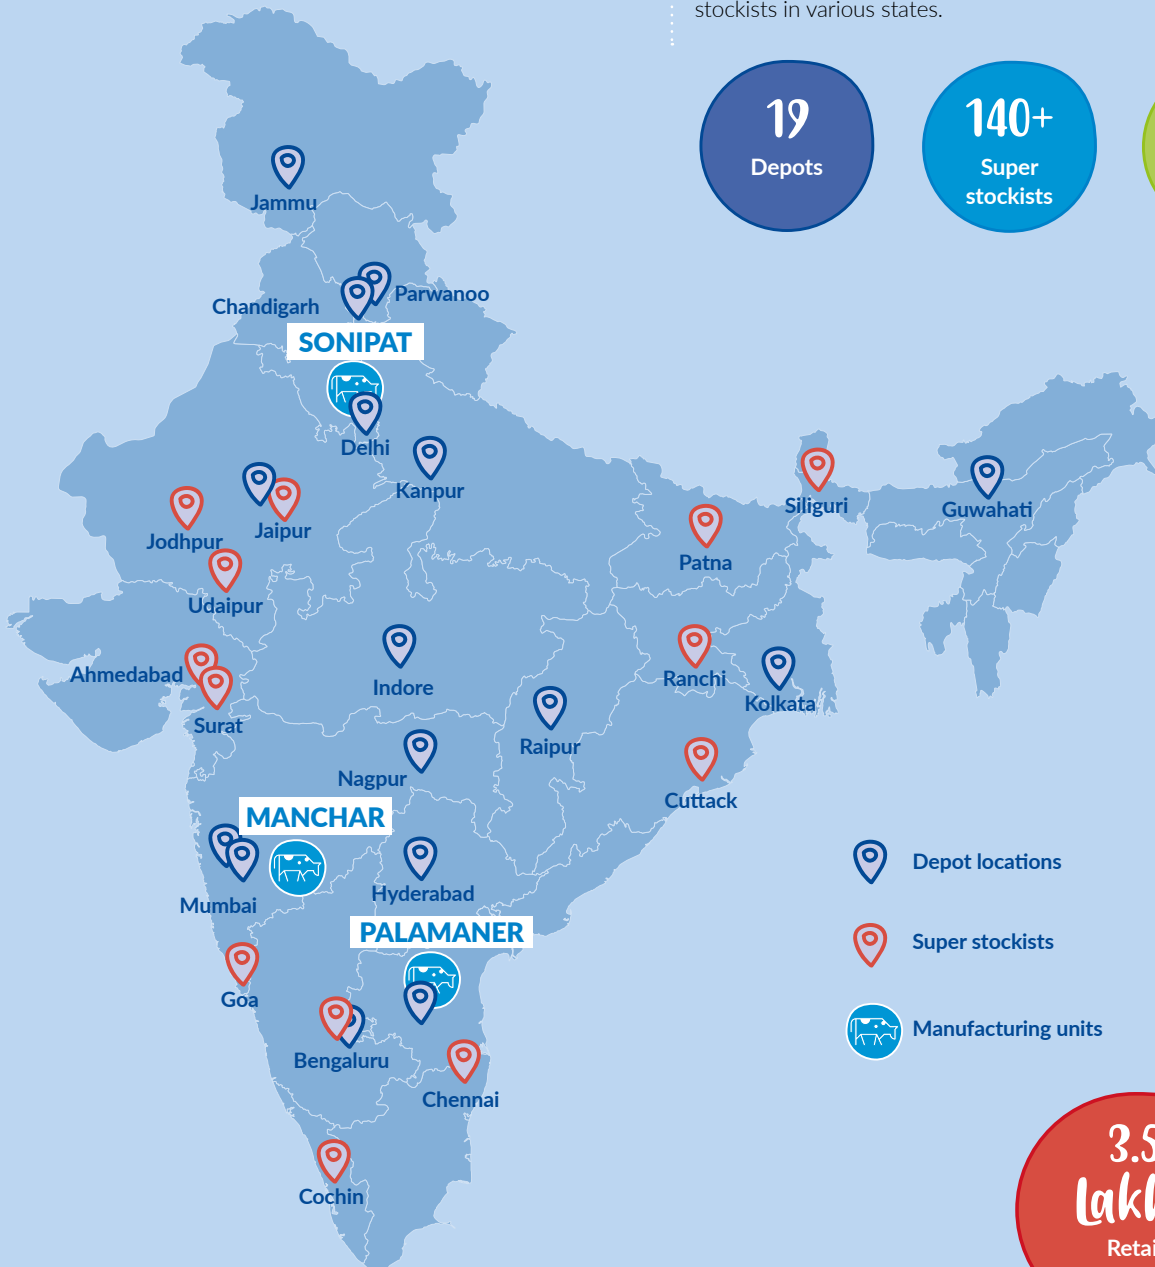 stockists in various states.
19
Depots
140+
Super
stockists
Jammu
Chandigarh
Parwanoo
SONIPAT
Delhi
Kanpur
Siliguri
Guwahati
Jodhpur
Jaipur
Patna
Udaipur
Ahmedabad
Indore
Ranchi
Kolkata
Surat
Raipur
Nagpur
Cuttack
MANCHAR
Depot locations
Hyderabad
Mumbai
PALAMANER
Super stockists
Goa
Manufacturing units
Bengaluru
Chennai
3.5
Cochin